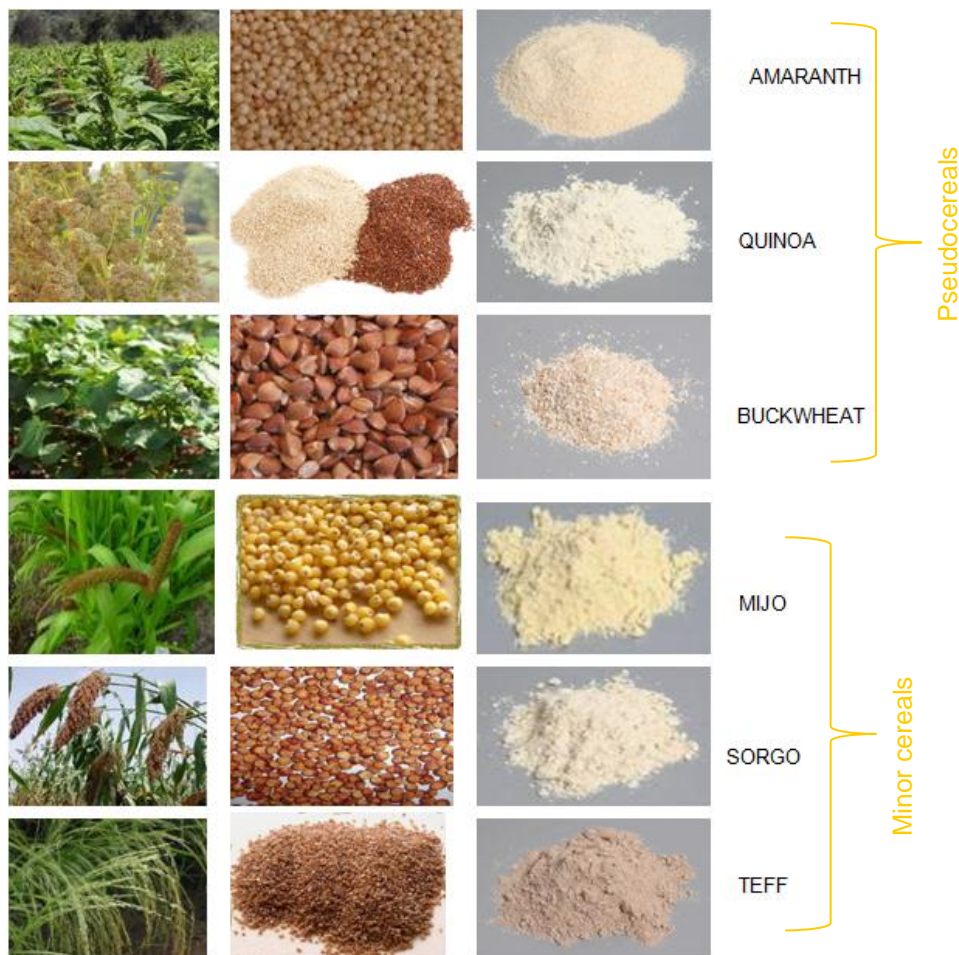 AMARANTH
QUINOA
BUCKWHEAT
Pseudocereals
MIJO
SORGO
TEFF
Minor cereals